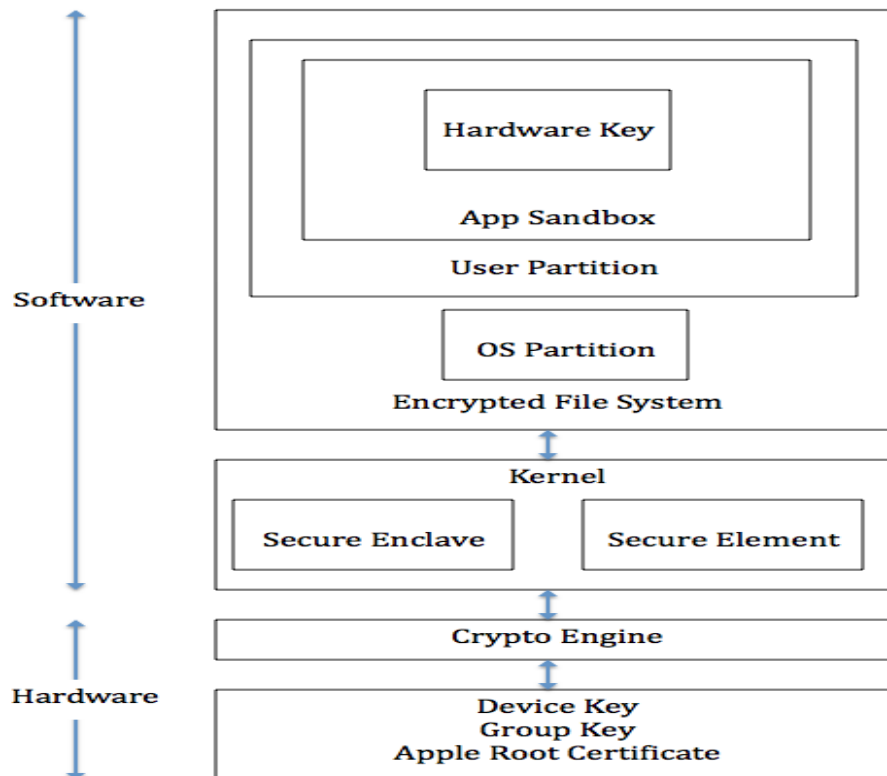 Hardware Key
App Sandbox
User Partition
Software
OS Partition
Encrypted File System
Kernel
Secure Enclave
Secure Element
Crypto Engine
Hardware
Device Key
Group Key
Apple Root Certificate